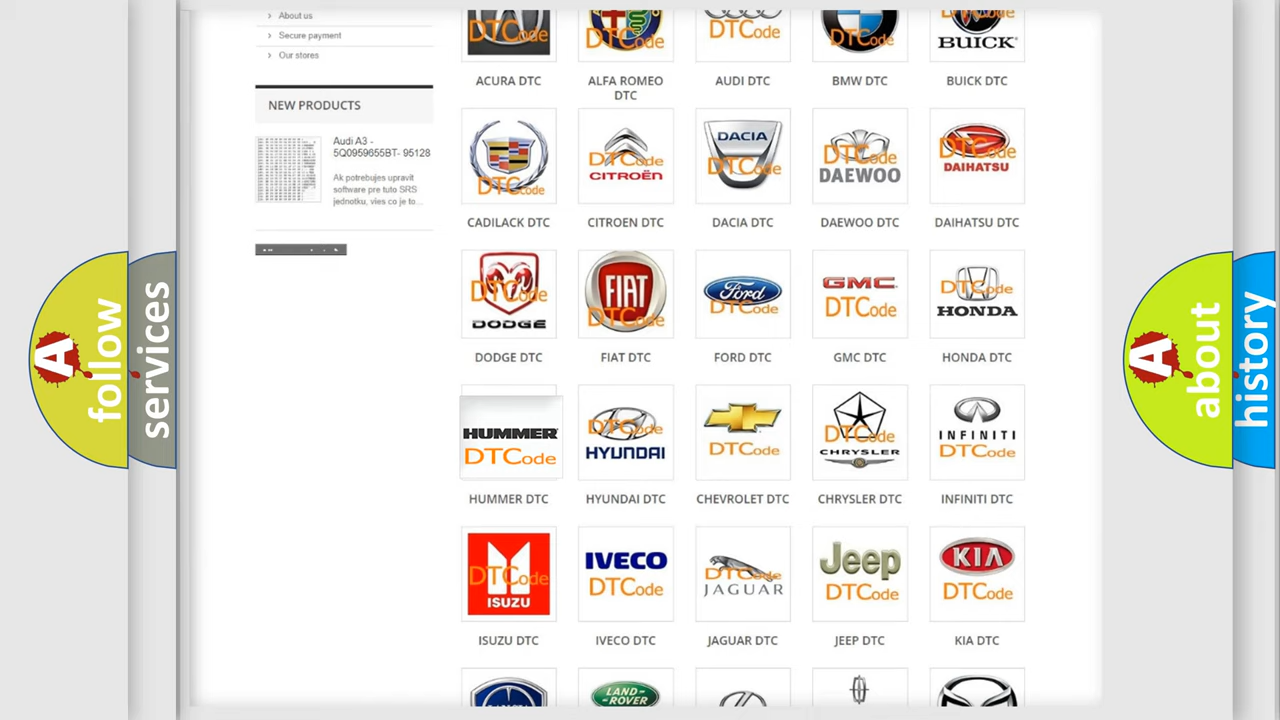 About us
Secure payment
Our stores
NEW PRODUCTS
Audi A3 -
5Q0959655BT- 95128
Ak potrebujes upravit
software pre tuto SRS
jednotku, vies co je to...
DTCode
DTCode
DTCode
DTCode
DTCode
BUICK
ACURA DTC
ALFA ROMEO
DTC
AUDI DTC
BMW DTC
BUICK DTC
DTCode
DTCode
CITROËN
DACIA
DTCode
DTCode
DAEWOO
DTCode
DAIHATSU
CADILACK DTC
CITROEN DTC
DACIA DTC
DAEWOO DTC
DAIHATSU DTC
DTCode
DODGE
FIAT
DTCode
Ford
DTCode
GMC
DTCode
DTCode
HONDA
DODGE DTC
FIAT DTC
FORD DTC
GMC DTC
HONDA DTC
HUMMER
DTCode
DTCode
HYUNDAI
DTCode
DTCode
CHRYSLER
INFINITI
DTCode
HUMMER DTC
HYUNDAI DTC
CHEVROLET DTC
CHRYSLER DTC
INFINITI DTC
DTCode
ISUZU
IVECO
DTCode
DTCode
JAGUAR
Jeep
DTCode
KIA
DTCode
ISUZU DTC
IVECO DTC
JAGUAR DTC
JEEP DTC
KIA DTC
LAND-
ROVER
A
follow
services
A
about
history